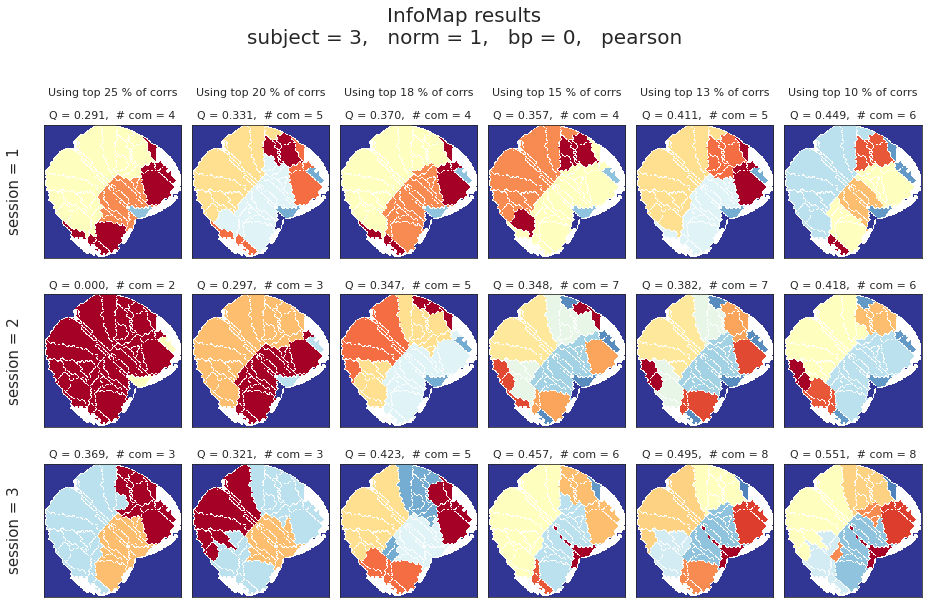 InfoMap results
subject = 3,   norm = 1,   bp = 0,   pearson
Using top 25 % of corrs
Using top 20 % of corrs
Using top 18 % of corrs
Using top 15 % of corrs
Using top 13 % of corrs
Using top 10 % of corrs
session = 1
Q = 0.291,  # com = 4
Q = 0.331,  # com = 5
Q = 0.370,  # com = 4
Q = 0.357,  # com = 4
Q = 0.411,  # com = 5
Q = 0.449,  # com = 6
session = 2
Q = 0.000,  # com = 2
Q = 0.297,  # com = 3
Q = 0.347,  # com = 5
Q = 0.348,  # com = 7
Q = 0.382,  # com = 7
Q = 0.418,  # com = 6
session = 3
Q = 0.369,  # com = 3
Q = 0.321,  # com = 3
Q = 0.423,  # com = 5
Q = 0.457,  # com = 6
Q = 0.495,  # com = 8
Q = 0.551,  # com = 8